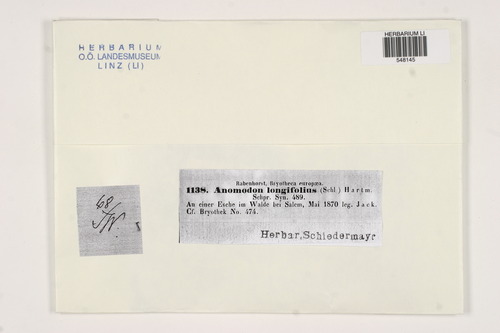 HERBARIUM
O.Ö. LANDESMUSEUM
LINZ (LI)
HERBARIUM LI
548145
Rabenhorst, Bryotheca europaea.
1138. Anomodon longifolius (Schl.) Hartm.
Schpr. Syn. 489.
An einer Esche im Walde bei Salem, Mai 1870 leg. Jack.
Cf. Bryothek No. 474.
Herbar, Schiedermayr